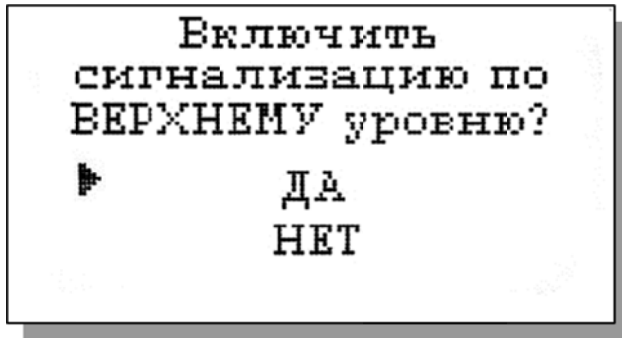 Включить
сигнализацию по
ВЕРХНЕМУ уровню?
ДА
НЕТ